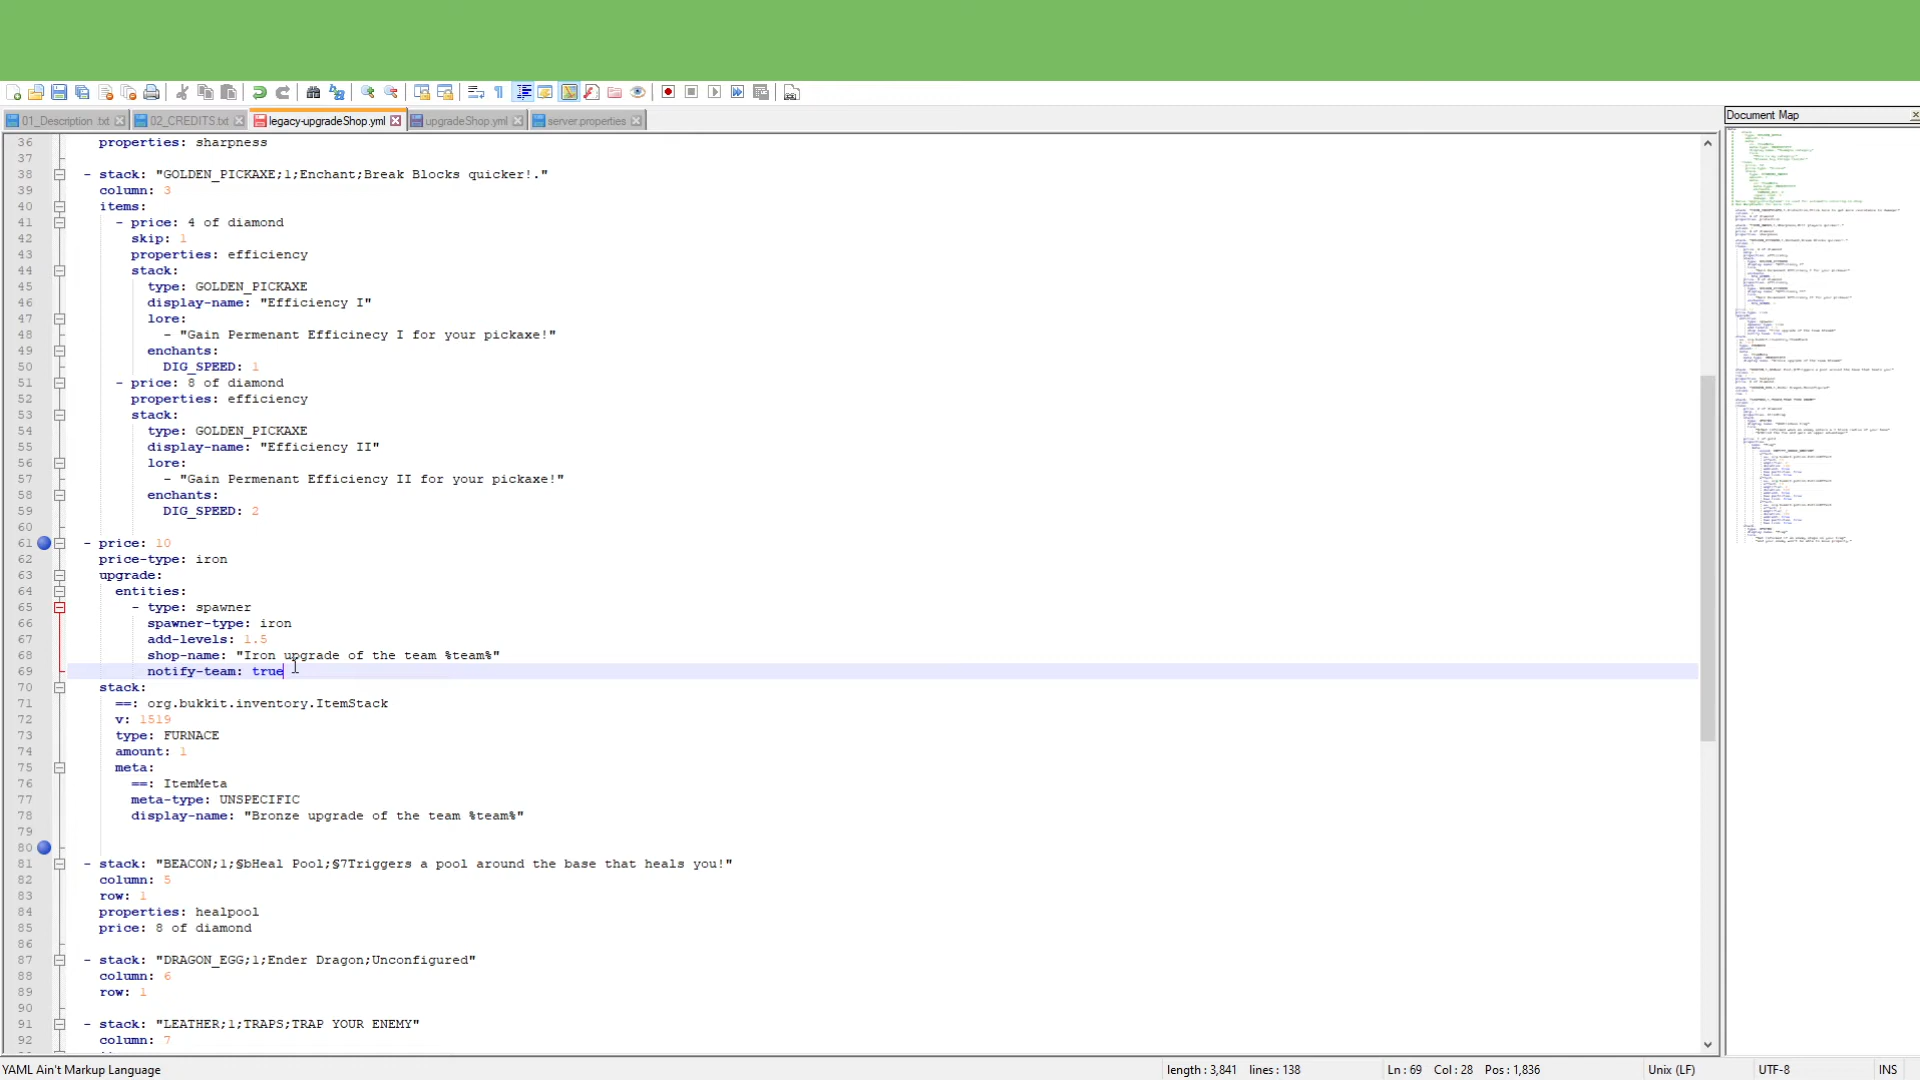 01_Description .txt
02_CREDITS.txt
legacy-upgradeShop.yml
upgradeShop.yml
server.properties
Document Map
36 properties: sharpness
37
38 - stack: "GOLDEN_PICKAXE;1;Enchant;Break Blocks quicker!."
39 column: 3
40 items:
41 - price: 4 of diamond
42 skip: 1
43 properties: efficiency
44 stack:
45 type: GOLDEN_PICKAXE
46 display-name: "Efficiency I"
47 lore:
48 - "Gain Permenant Efficinecy I for your pickaxe!"
49 enchants:
50 DIG_SPEED: 1
51 - price: 8 of diamond
52 properties: efficiency
53 stack:
54 type: GOLDEN_PICKAXE
55 display-name: "Efficiency II"
56 lore:
57 - "Gain Permenant Efficiency II for your pickaxe!"
58 enchants:
59 DIG_SPEED: 2
60
61 - price: 10
62 price-type: iron
63 upgrade:
64 entities:
65 - type: spawner
66 spawner-type: iron
67 add-levels: 1.5
68 shop-name: "Iron upgrade of the team %team%"
69 notify-team: true
70 stack:
71 ==: org.bukkit.inventory.ItemStack
72 v: 1519
73 type: FURNACE
74 amount: 1
75 meta:
76 ==: ItemMeta
77 meta-type: UNSPECIFIC
78 display-name: "Bronze upgrade of the team %team%"
79
80
81 - stack: "BEACON;1;§bHeal Pool;§7Triggers a pool around the base that heals you!"
82 column: 5
83 row: 1
84 properties: healpool
85 price: 8 of diamond
86
87 - stack: "DRAGON_EGG;1;Ender Dragon;Unconfigured"
88 column: 6
89 row: 1
90
91 - stack: "LEATHER;1;TRAPS;TRAP YOUR ENEMY"
92 column: 7
YAML Ain't Markup Language
length : 3,841 lines : 138
Ln : 69 Col : 28 Pos : 1,836
Unix (LF)
UTF-8
INS